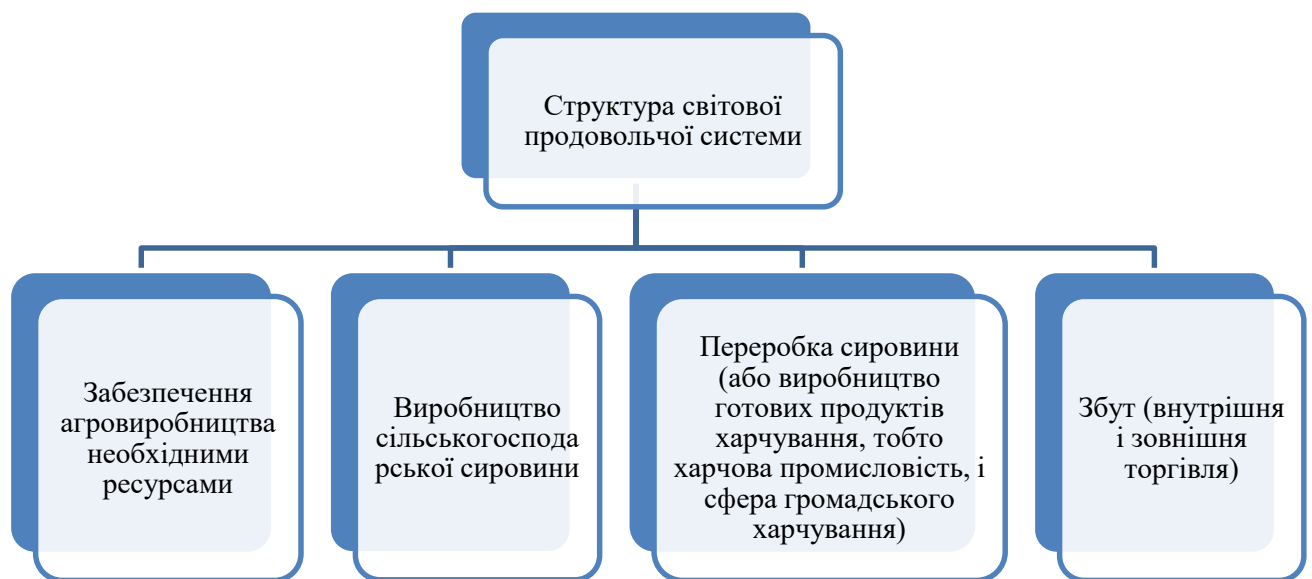 Структура світової
продовольчої системи
Забезпечення
агровиробництва
необхідними
ресурсами
Виробництво
сільськогоспода
рської сировини
Переробка сировини
(або виробництво
готових продуктів
харчування, тобто
харчова промисловість, і
сфера громадського
харчування)
Збут (внутрішня
і зовнішня
торгівля)